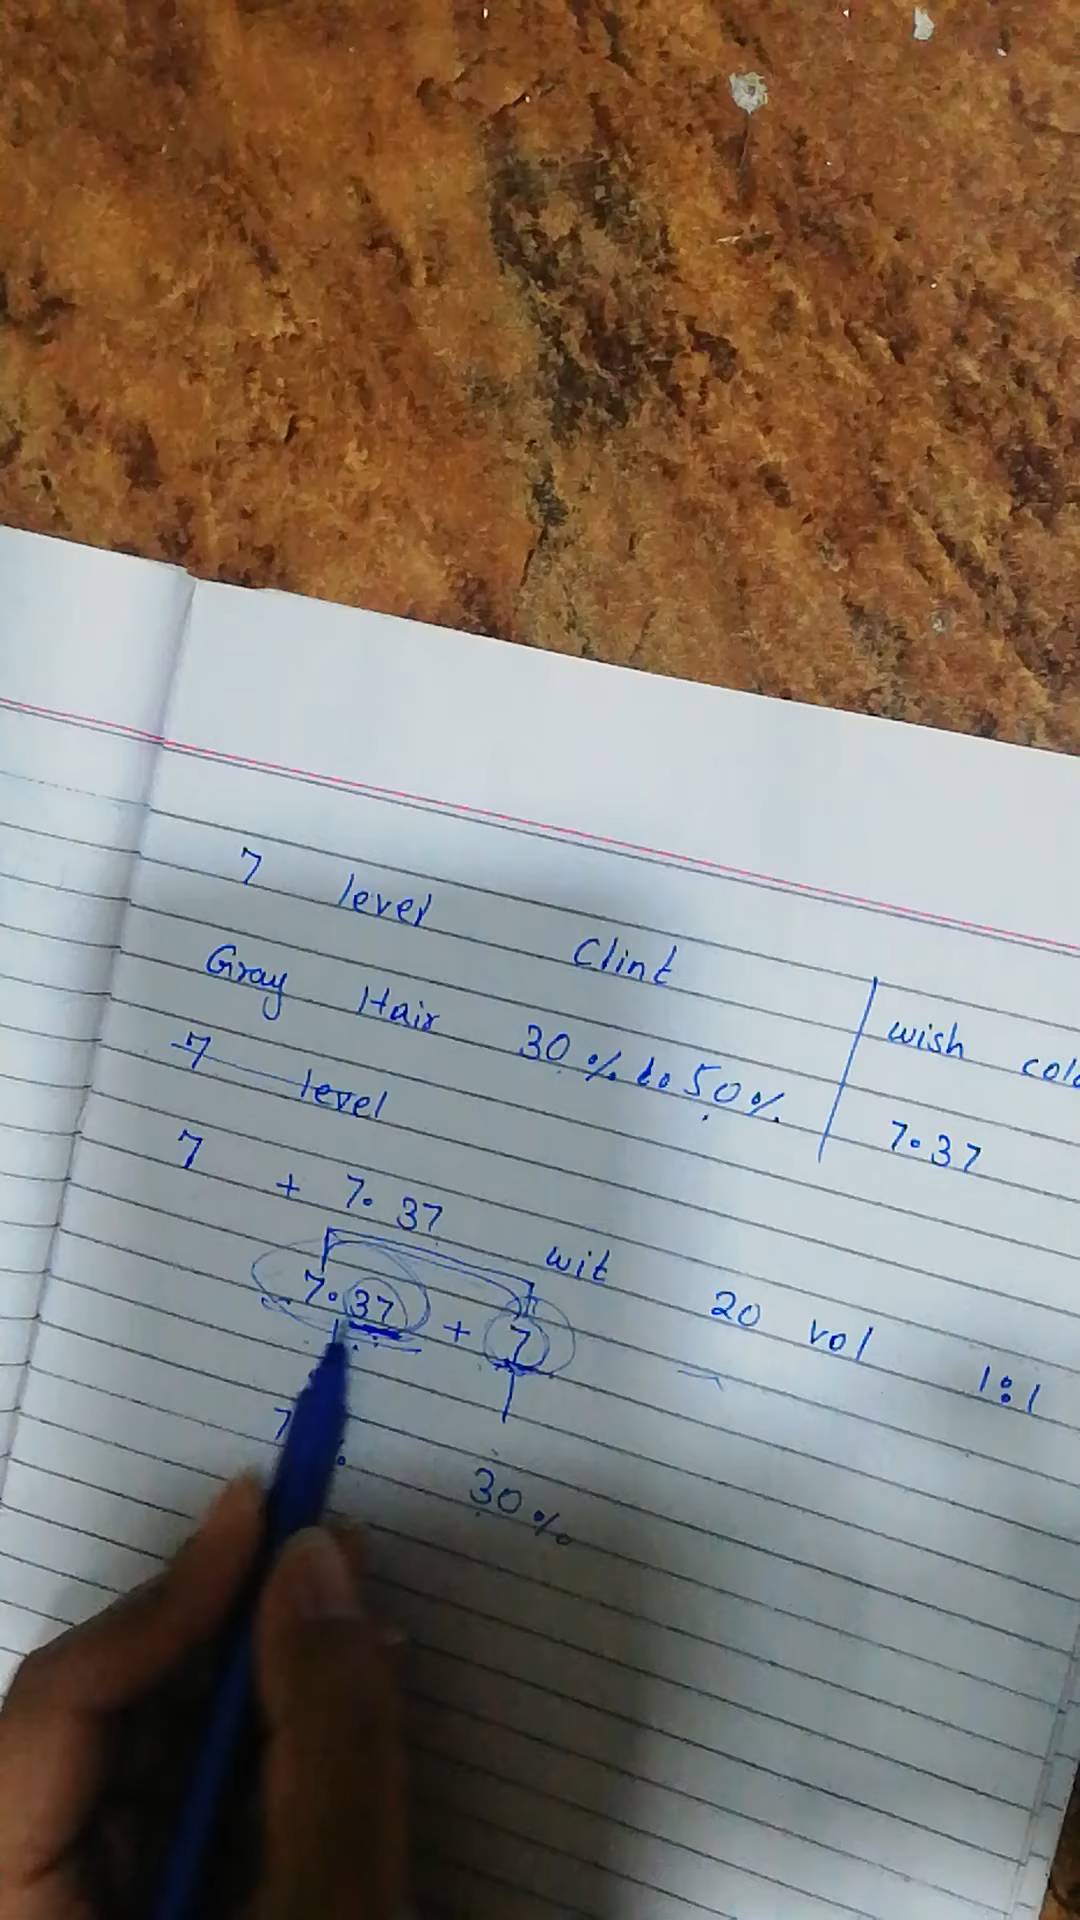 7 level Clint
Gray Hair 30% to 50%
wish
7 level
7.37
7 + 7.37 wit 20 vol 1:1
7.37 + 7
7
30%